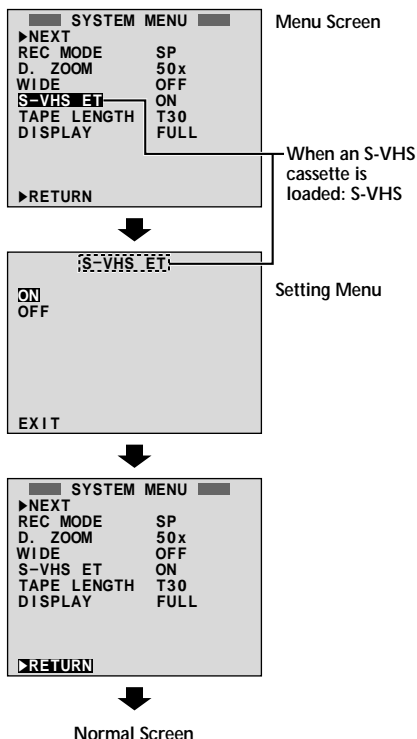 SYSTEM MENU
Menu Screen
▶NEXT
REC MODE SP
D. ZOOM 50x
WIDE OFF
S–VHS ET ON
TAPE LENGTH T30
DISPLAY FULL
▶RETURN
When an S-VHS
cassette is
loaded: S-VHS
S–VHS ET
Setting Menu
ON
OFF
EXIT
SYSTEM MENU
▶NEXT
REC MODE SP
D. ZOOM 50x
WIDE OFF
S–VHS ET ON
TAPE LENGTH T30
DISPLAY FULL
▶RETURN
Normal Screen